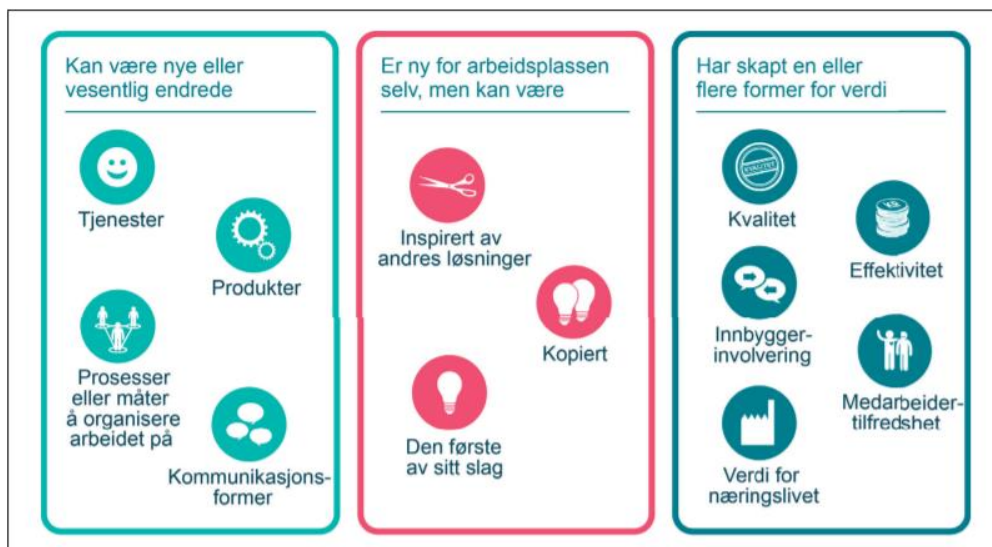 Kan være nye eller
vesentlig endrede
Tjenester
Produkter
Prosesser
eller måter
å organisere
arbeidet på
Kommunikasjons-
former
Er ny for arbeidsplassen
selv, men kan være
Inspirert av
andres løsninger
Kopiert
Den første
av sitt slag
Har skapt en eller
flere former for verdi
KVALITET
Kvalitet
Effektivitet
Innbygger-
involvering
Medarbeider-
tilfredshet
Verdi for
næringslivet